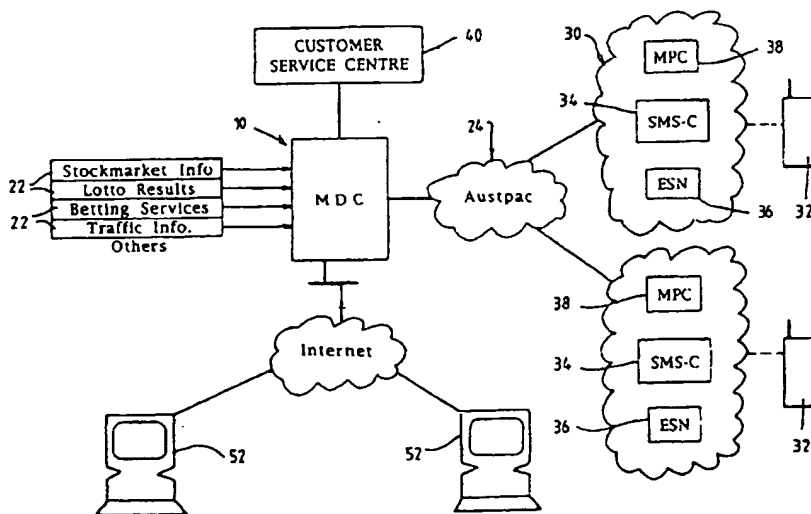 CUSTOMER
SERVICE CENTRE
40
30
MPC
38
34
SMS-C
ESN
36
32
10
MDC
24
Austpac
22
Stockmarket Info
Lotto Results
22
Betting Services
Traffic Info.
Others
38
MPC
34
SMS-C
36
ESN
32
Internet
52
52